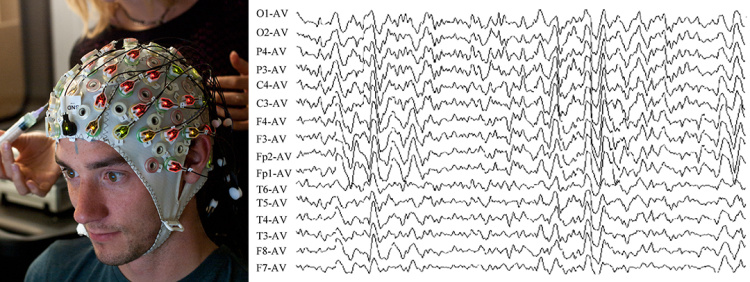 GND
O1-AV
O2-AV
P4-AV
P3-AV
C4-AV
C3-AV
F4-AV
F3-AV
Fp2-AV
Fp1-AV
T6-AV
T5-AV
T4-AV
T3-AV
F8-AV
F7-AV